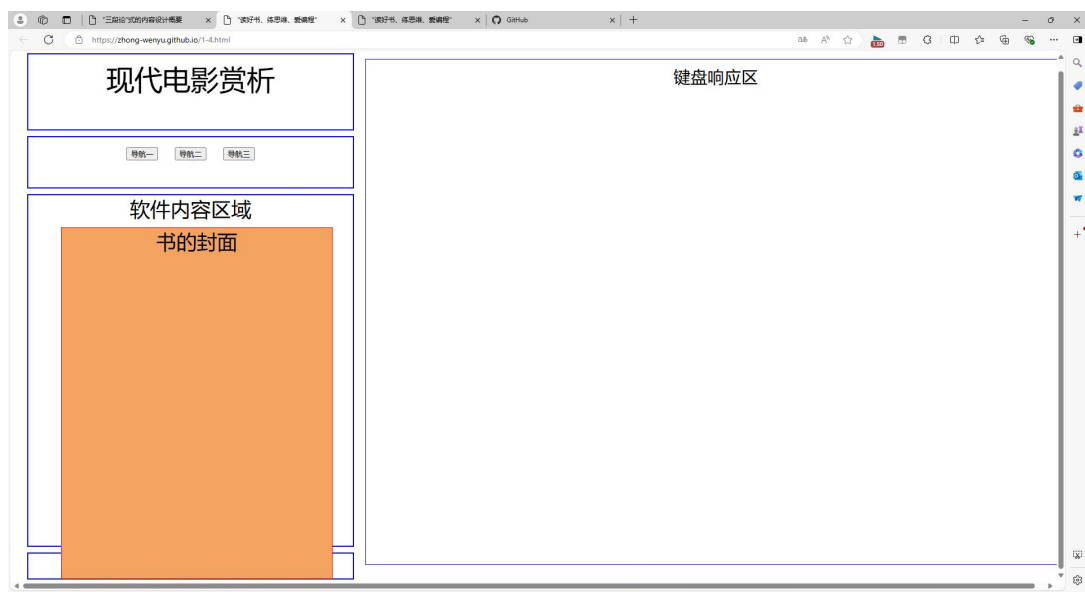 "三段论"式的内容设计概要
"读好书、练思维、爱编程"
"读好书、练思维、爱编程"
GitHub
https://zhong-wenyu.github.io/1-4.html
1.50
现代电影赏析
导航一
导航二
导航三
软件内容区域
书的封面
键盘响应区